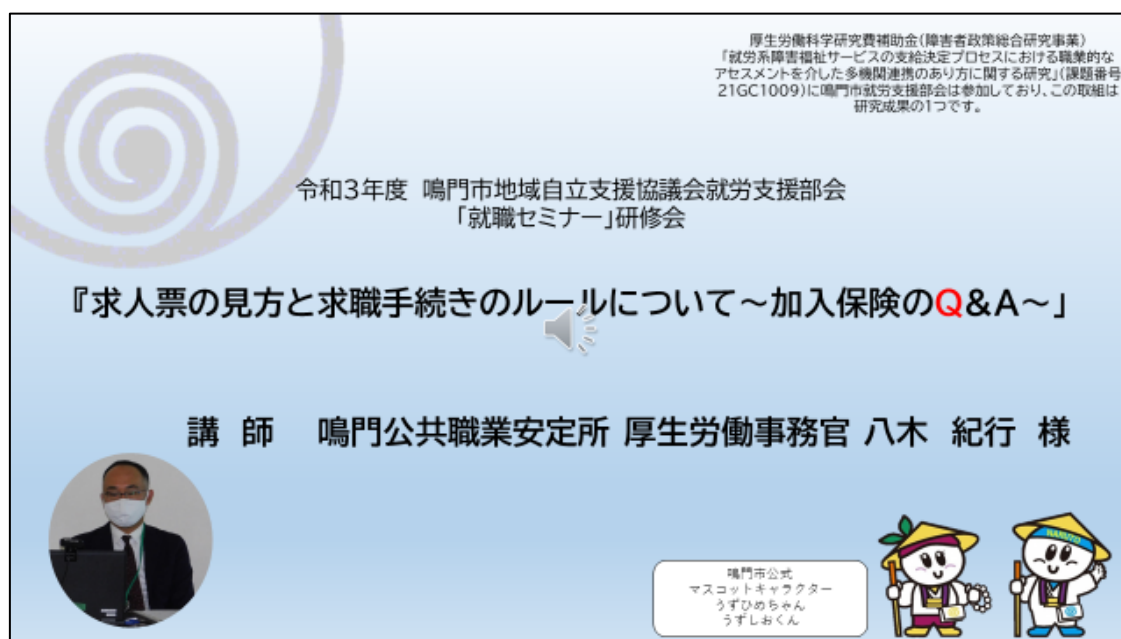 厚生労働科学研究費補助金(障害者政策総合研究事業)
「就労系障害福祉サービスの支給決定プロセスにおける職業的な
アセスメントを介した多機関連携のあり方に関する研究」(課題番号
21GC1009)に鳴門市就労支援部会は参加しており、この取組は
研究成果の1つです。
令和3年度 鳴門市地域自立支援協議会就労支援部会
「就職セミナー」研修会
『求人票の見方と求職手続きのルールについて～加入保険のQ&A～」
講 師 鳴門公共職業安定所 厚生労働事務官 八木 紀行 様
鳴門市公式
マスコットキャラクター
うずひめちゃん
うずしおくん
NARUTO